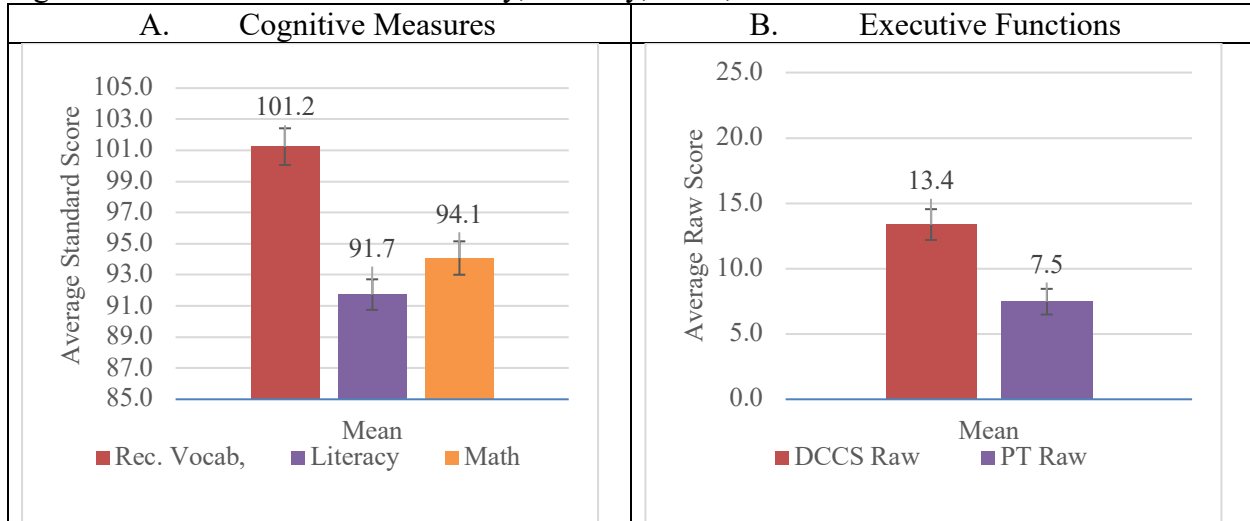 A. Cognitive Measures
B. Executive Functions
105.0
103.0
101.0
99.0
97.0
95.0
93.0
91.0
89.0
87.0
85.0
Average Standard Score
101.2
91.7
94.1
Mean
Rec. Vocab, Literacy Math
25.0
20.0
15.0
10.0
5.0
0.0
Average Raw Score
13.4
7.5
Mean
DCCS Raw PT Raw